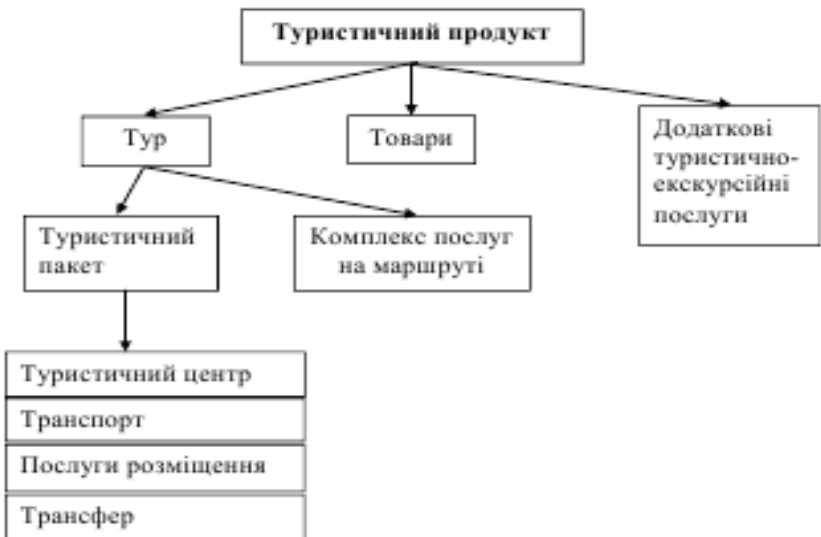 Туристичний продукт
Тур
Товари
Додаткові
туристично-
екскурсійні
послуги
Туристичний
пакет
Комплекс послуг
на маршруті
Туристичний центр
Транспорт
Послуги розміщення
Трансфер